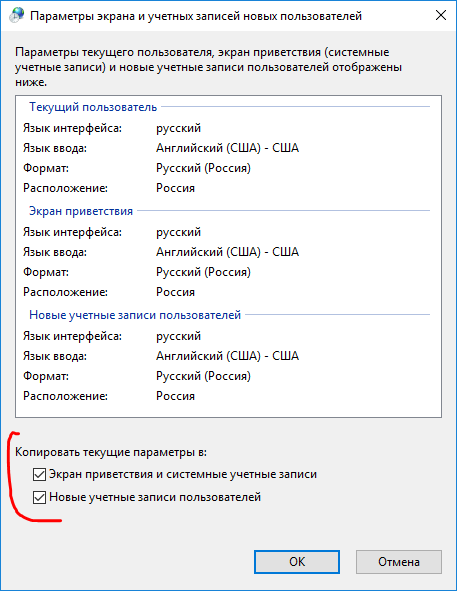 Параметры экрана и учетных записей новых пользователей
Параметры текущего пользователя, экран приветствия (системные
учетные записи) и новые учетные записи пользователей отображены
ниже.
Текущий пользователь
Язык интерфейса: русский
Язык ввода: Английский (США) - США
Формат: Русский (Россия)
Расположение: Россия
Экран приветствия
Язык интерфейса: русский
Язык ввода: Английский (США) - США
Формат: Русский (Россия)
Расположение: Россия
Новые учетные записи пользователей
Язык интерфейса: русский
Язык ввода: Английский (США) - США
Формат: Русский (Россия)
Расположение: Россия
Копировать текущие параметры в:
Экран приветствия и системные учетные записи
Новые учетные записи пользователей
ОК Отмена